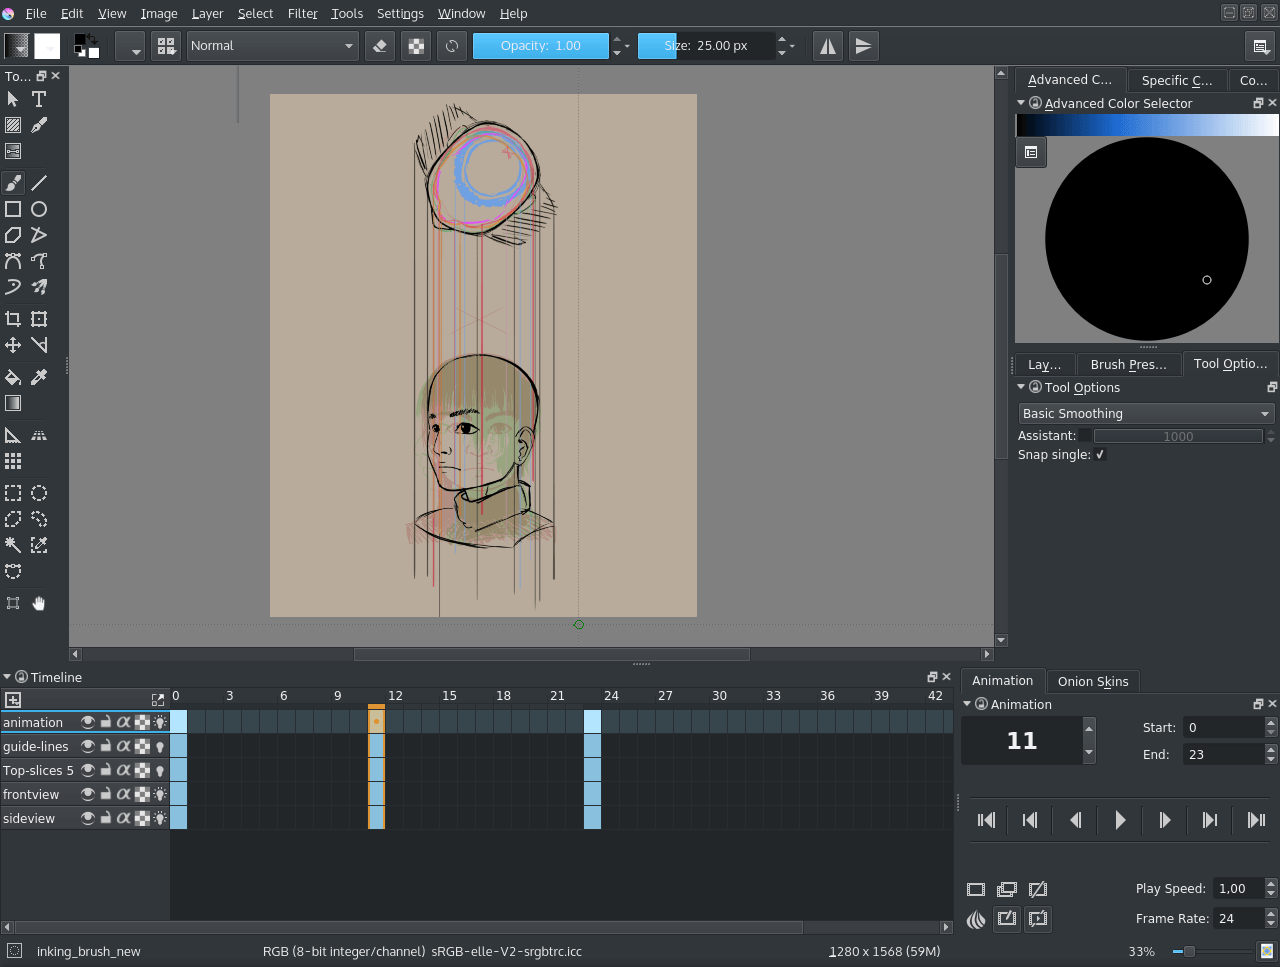 File Edit View Image Layer Select Filter Tools Settings Window Help
Normal Opacity: 1.00 Size: 25.00 px
To...
Advanced C... Specific C... Co...
Advanced Color Selector
Lay... Brush Pres... Tool Optio...
Tool Options
Basic Smoothing
Assistant: 1000
Snap single:
Timeline
0 3 6 9 12 15 18 21 24 27 30 33 36 39 42
animation
guide-lines
Top-slices 5
frontview
sideview
Animation Onion Skins
Animation
11
Start: 0
End: 23
Play Speed: 1,00
Frame Rate: 24
inking_brush_new RGB (8-bit integer/channel) sRGB-elle-V2-srgbtrc.icc 1280 x 1568 (59M) 33%